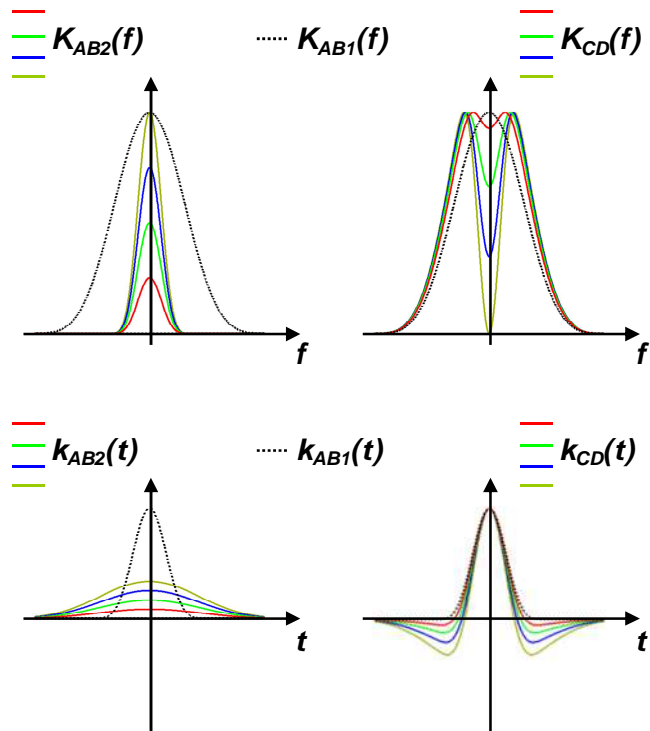 K_AB2(f) K_AB1(f) K_CD(f)
f f
k_AB2(t) k_AB1(t) k_CD(t)
t t